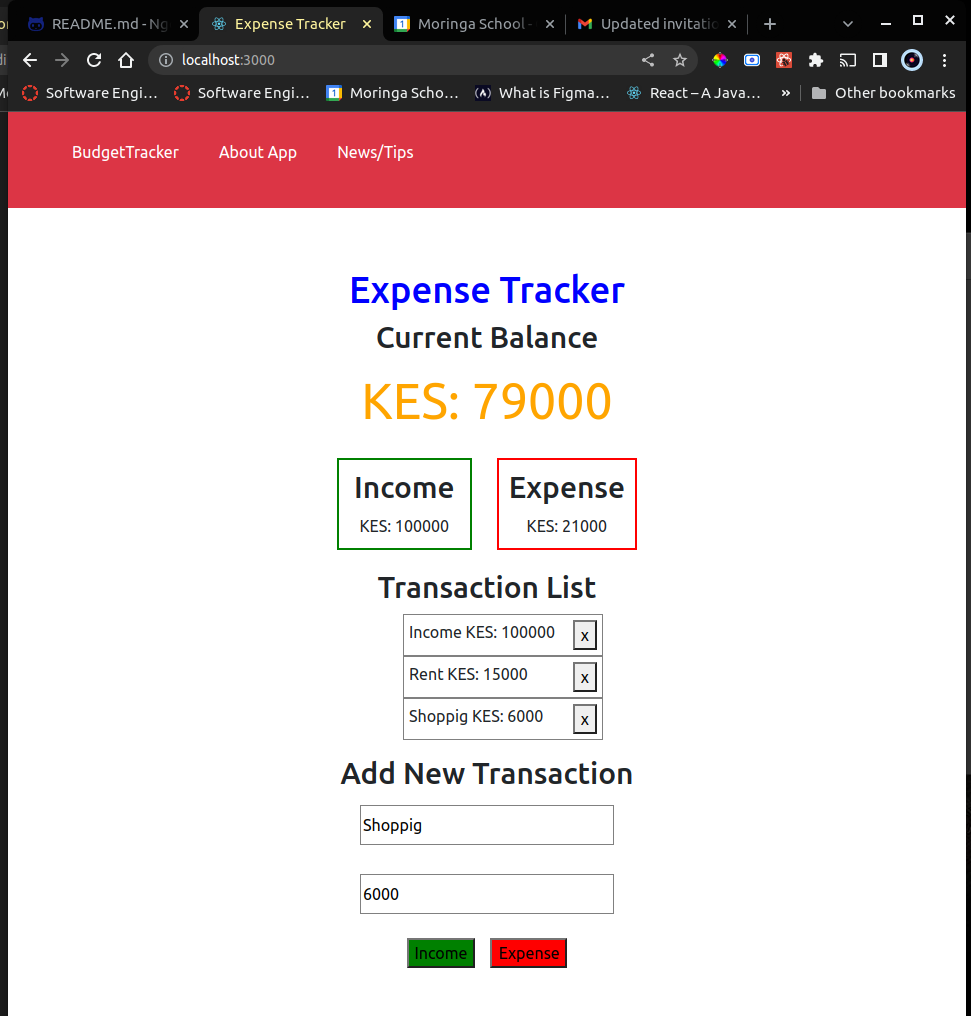 README.md - Ng
Expense Tracker
Moringa School -
Updated invitatio
localhost:3000
Software Engi…
Software Engi…
Moringa Scho…
What is Figma…
React – A Java…
»
Other bookmarks
BudgetTracker About App News/Tips
Expense Tracker
Current Balance
KES: 79000
Income Expense
KES: 100000 KES: 21000
Transaction List
Income KES: 100000 x
Rent KES: 15000 x
Shoppig KES: 6000 x
Add New Transaction
Shoppig
6000
Income Expense